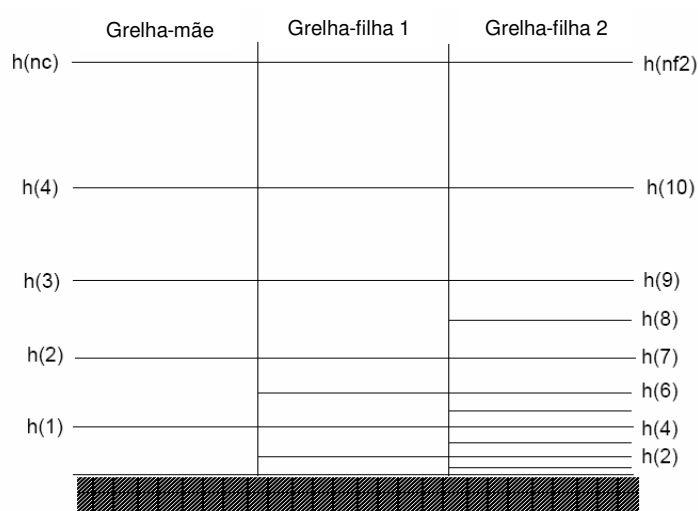 Grelha-mãe Grelha-filha 1 Grelha-filha 2
h(nc) h(nf2)
h(4) h(10)
h(3) h(9)
h(8)
h(2) h(7)
h(6)
h(1) h(4)
h(2)